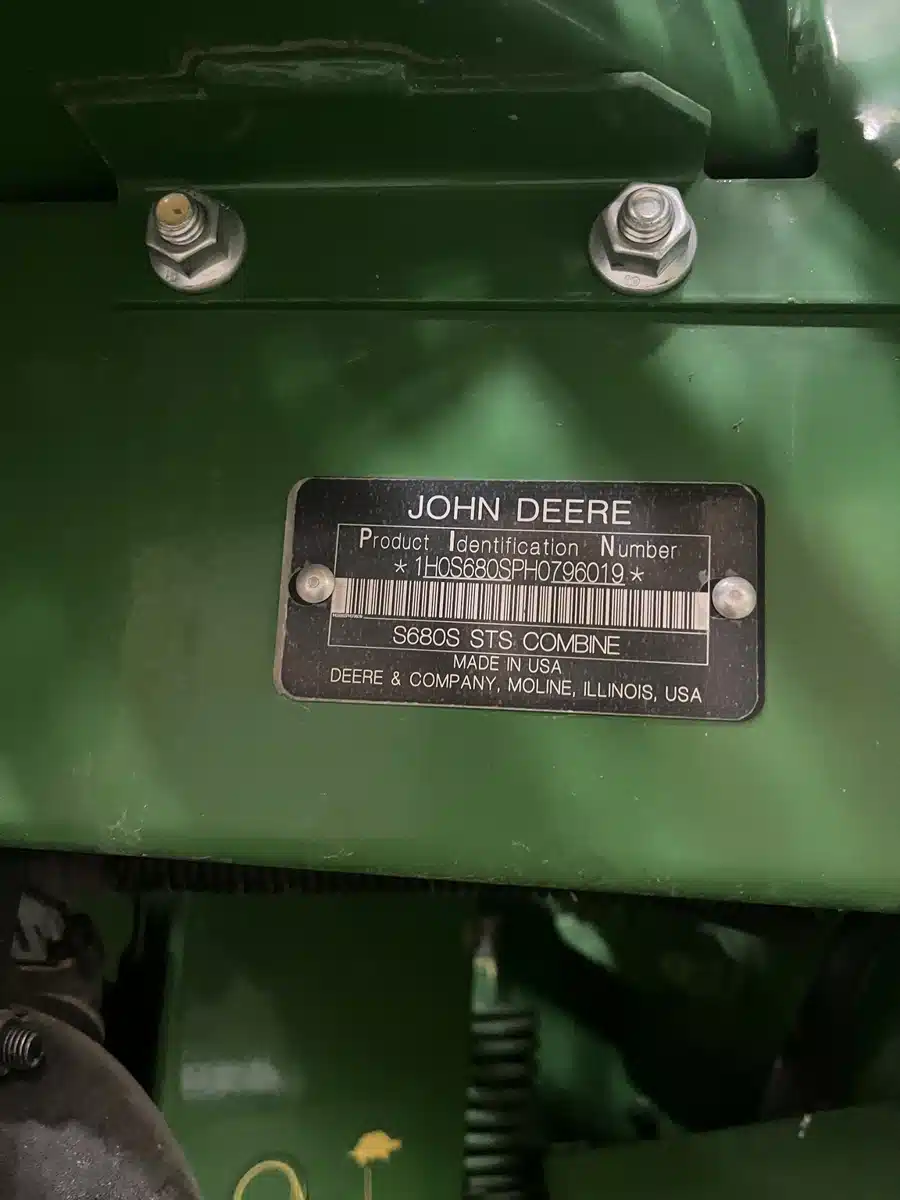 JOHN DEERE
Product Identification Number
*1H0S680SPH0796019*
S680S STS COMBINE
MADE IN USA
DEERE & COMPANY, MOLINE, ILLINOIS, USA